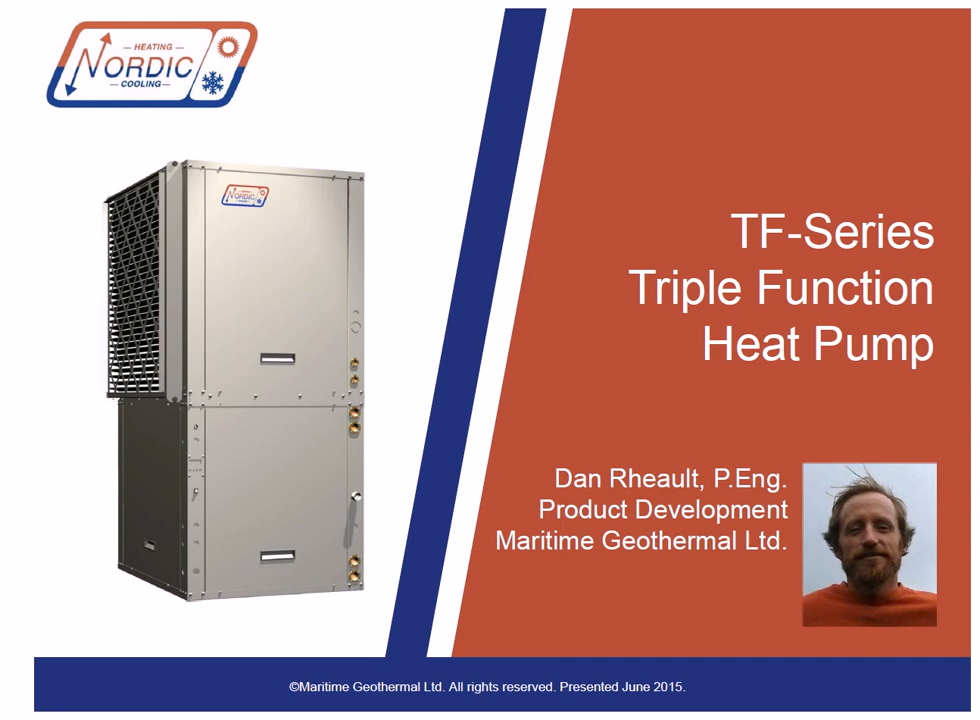 HEATING
NORDIC
COOLING
NORDIC
TF-Series
Triple Function
Heat Pump
Dan Rheault, P.Eng.
Product Development
Maritime Geothermal Ltd.
©Maritime Geothermal Ltd. All rights reserved. Presented June 2015.